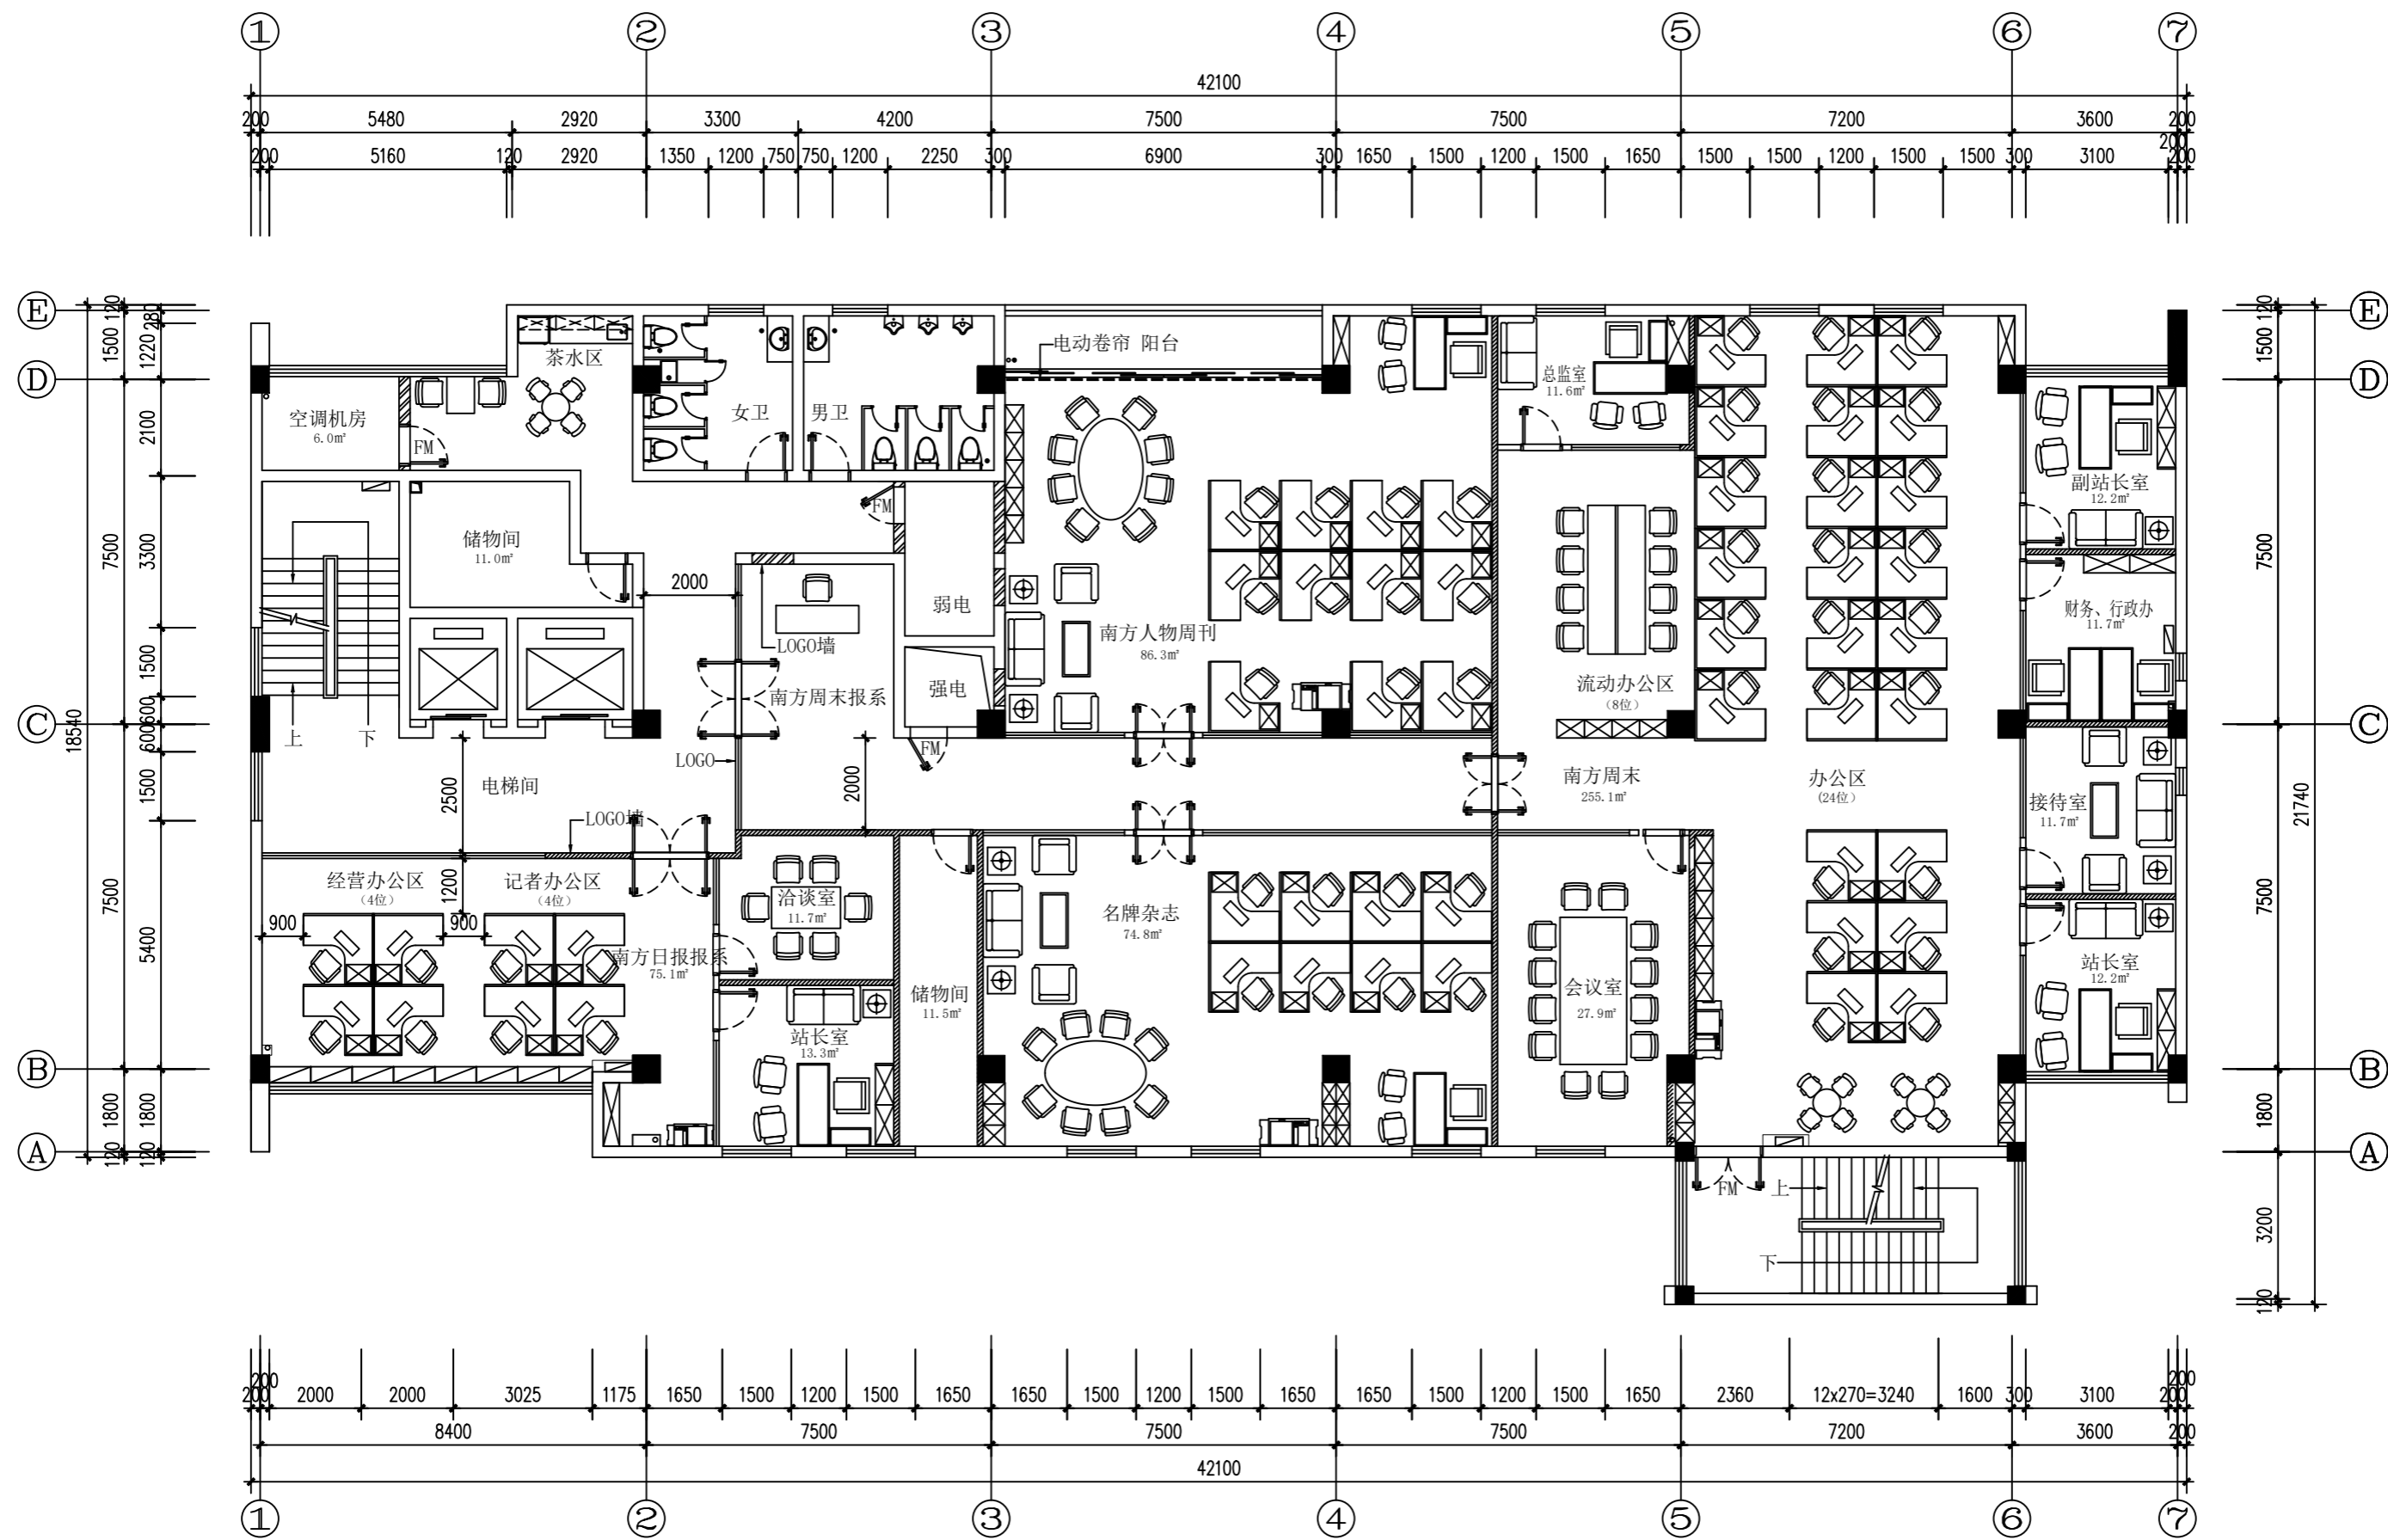 ① ② ③ ④ ⑤ ⑥ ⑦
42100
200 5480 2920 3300 4200 7500 7500 7200 3600 200
200 5160 120 2920 1350 1200 750 750 1200 2250 300 6900 300 1650 1500 1200 1500 1650 1500 1500 1200 1500 1500 300 3100 200 200
Ⓔ
Ⓓ
Ⓒ
Ⓑ
Ⓐ
18540
120
1500
7500
7500
1800
120
280
1220
2100
3300
1500
600
600
1500
5400
1800
120
茶水区
空调机房
6.0㎡
FM
女卫
男卫
电动卷帘 阳台
总监室
11.6㎡
副站长室
12.2㎡
储物间
11.0㎡
FM
2000
弱电
LOGO墙
南方人物周刊
86.3㎡
财务、行政办
11.7㎡
强电
南方周末报系
流动办公区
(8位)
上
下
LOGO
FM
电梯间
2500
2000
南方周末
255.1㎡
办公区
(24位)
接待室
11.7㎡
LOGO墙
经营办公区
(4位)
记者办公区
(4位)
1200
900
900
洽谈室
11.7㎡
名牌杂志
74.8㎡
南方日报报系
75.1㎡
站长室
12.2㎡
储物间
11.5㎡
会议室
27.9㎡
站长室
13.3㎡
FM
上
下
Ⓔ
Ⓓ
Ⓒ
Ⓑ
Ⓐ
120
1500
7500
7500
1800
3200
120
21740
200 200 2000 2000 3025 1175 1650 1500 1200 1500 1650 1650 1500 1200 1500 1650 1650 1500 1200 1500 1650 2360 12x270=3240 1600 300 3100 200 200
8400 7500 7500 7500 7200 3600 200
42100
① ② ③ ④ ⑤ ⑥ ⑦